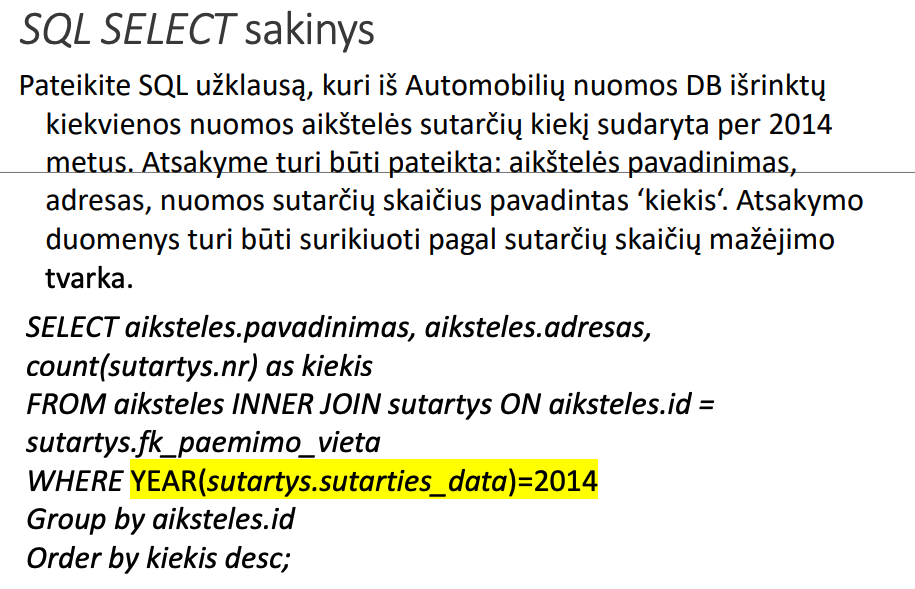 SQL SELECT sakinys
Pateikite SQL užklausą, kuri iš Automobilių nuomos DB išrinktų
kiekvienos nuomos aikštelės sutarčių kiekį sudaryta per 2014
metus. Atsakyme turi būti pateikta: aikštelės pavadinimas,
adresas, nuomos sutarčių skaičius pavadintas ‘kiekis‘. Atsakymo
duomenys turi būti surikiuoti pagal sutarčių skaičių mažėjimo
tvarka.
SELECT aiksteles.pavadinimas, aiksteles.adresas,
count(sutartys.nr) as kiekis
FROM aiksteles INNER JOIN sutartys ON aiksteles.id =
sutartys.fk_paemimo_vieta
WHERE YEAR(sutartys.sutarties_data)=2014
Group by aiksteles.id
Order by kiekis desc;